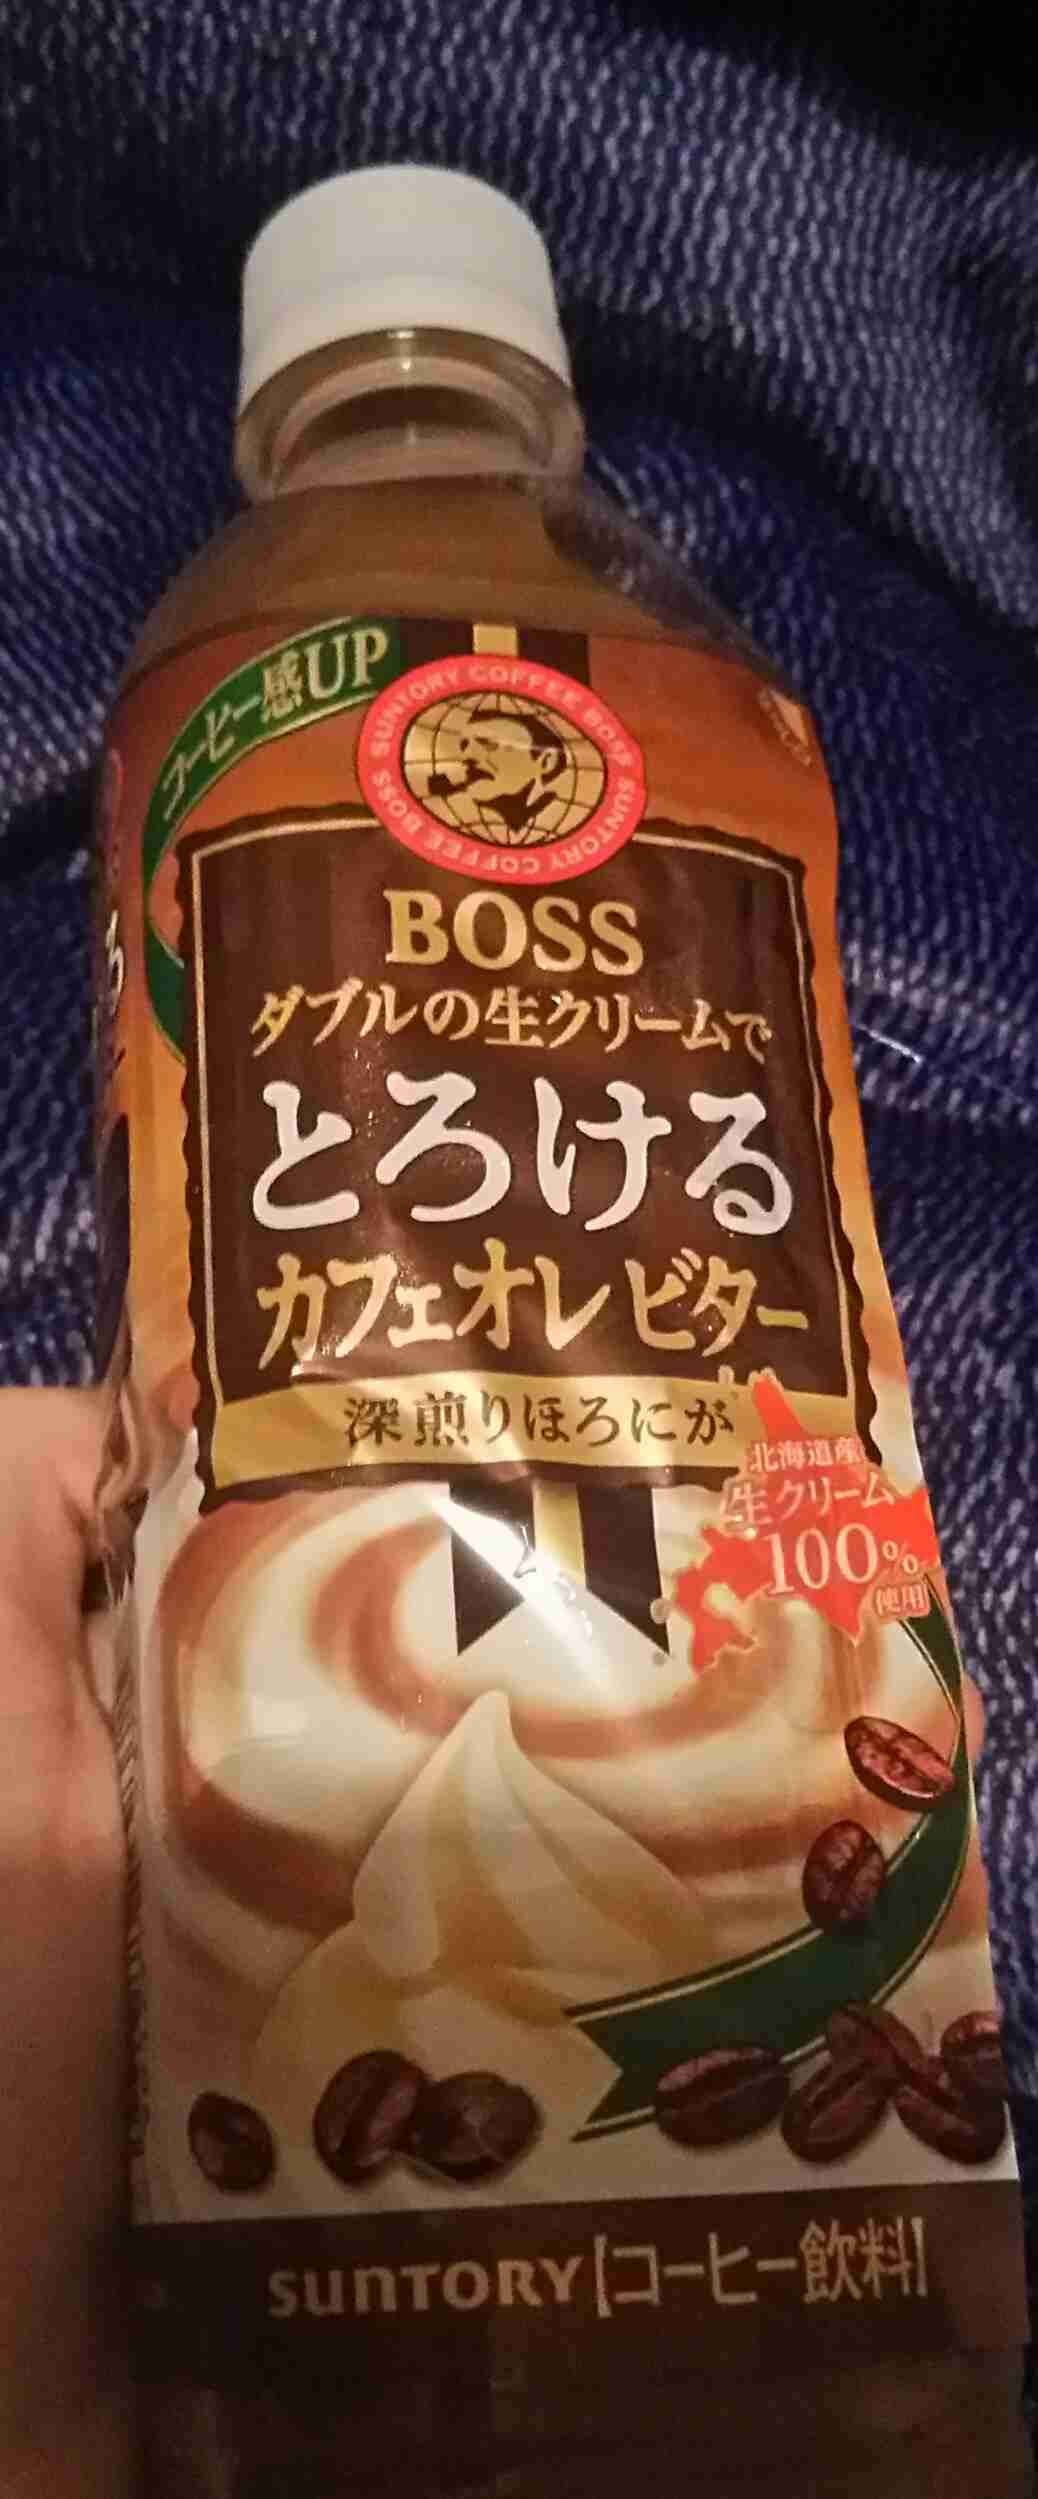 コーヒー感UP
SUNTORY COFFEE BOSS SUNTORY COFFEE BOSS
BOSS
ダブルの生クリームで
とろける
カフェオレ ビター
深煎りほろにが
北海道産
生クリーム
100%
使用
SUNTORY【コーヒー飲料】